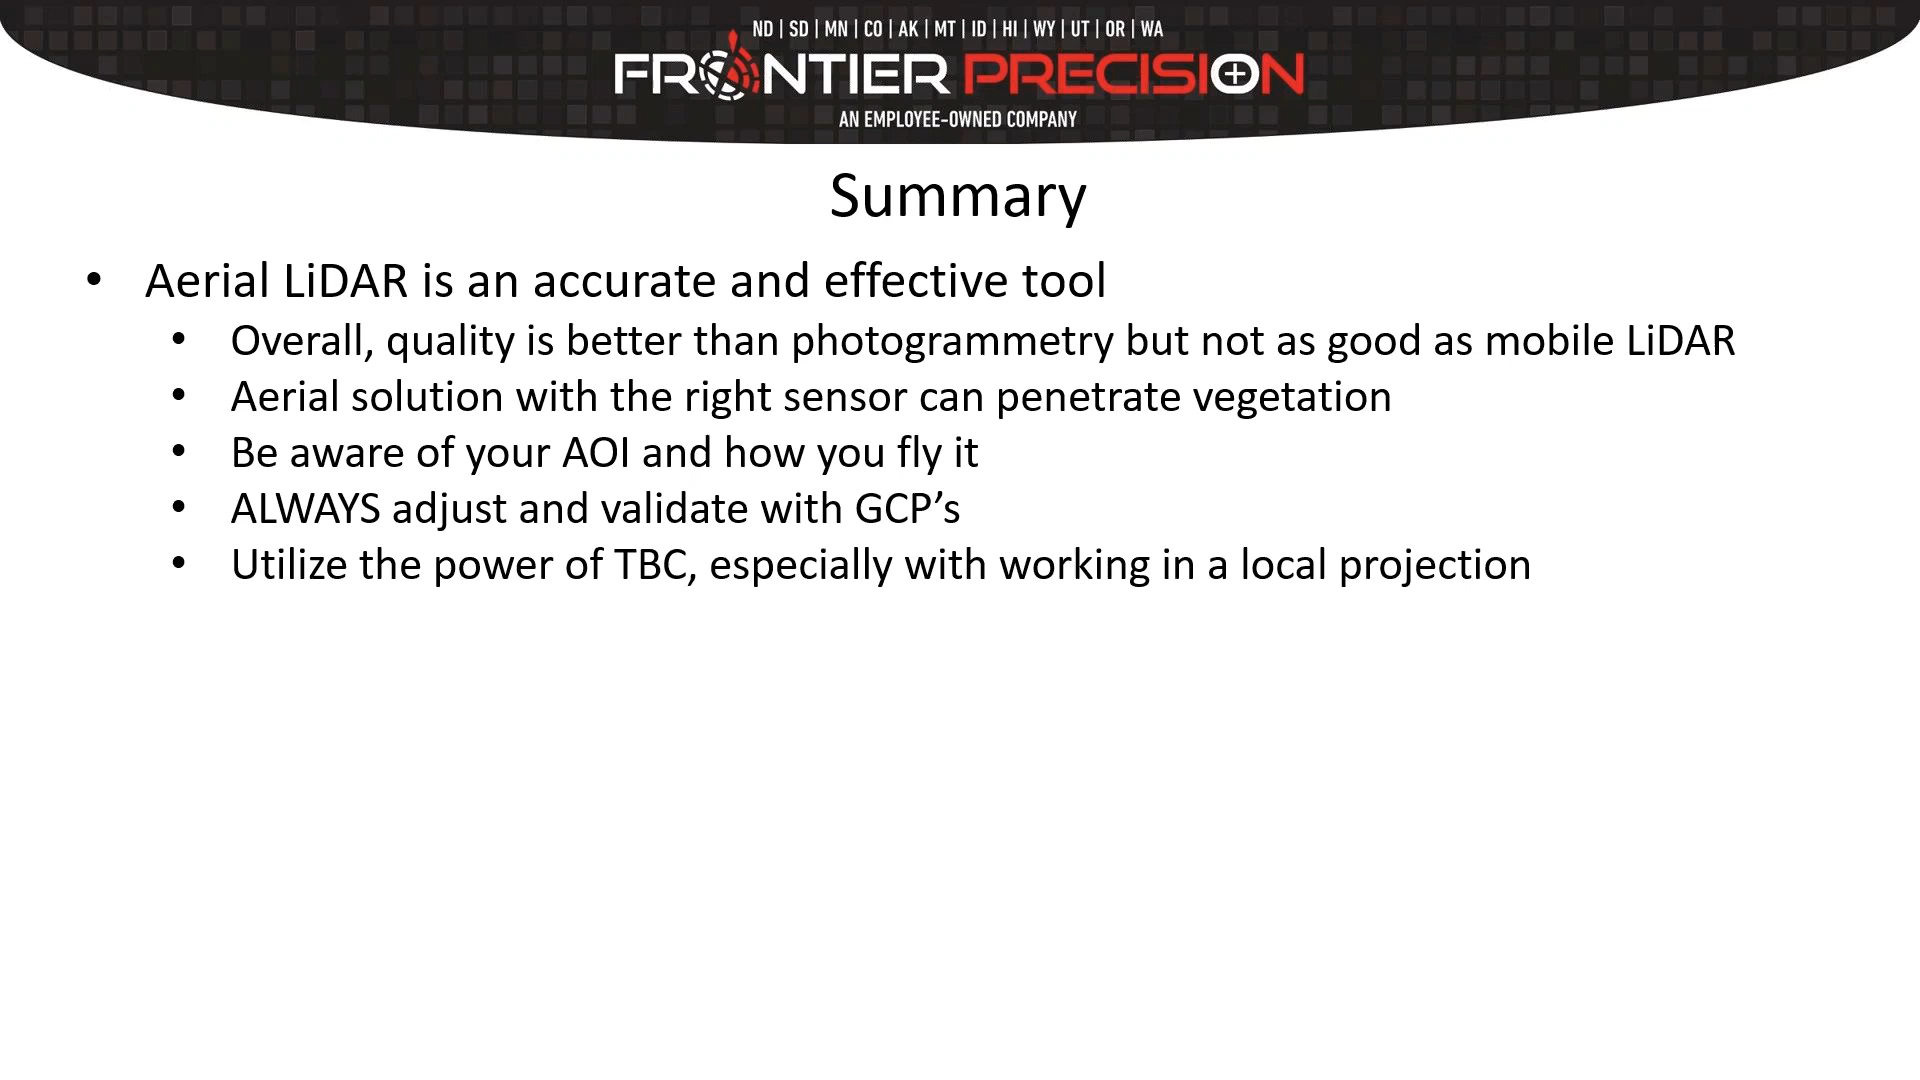 ND | SD | MN | CO | AK | MT | ID | HI | WY | UT | OR | WA
FRONTIER PRECISION
AN EMPLOYEE-OWNED COMPANY
Summary
• Aerial LiDAR is an accurate and effective tool
• Overall, quality is better than photogrammetry but not as good as mobile LiDAR
• Aerial solution with the right sensor can penetrate vegetation
• Be aware of your AOI and how you fly it
• ALWAYS adjust and validate with GCP’s
• Utilize the power of TBC, especially with working in a local projection